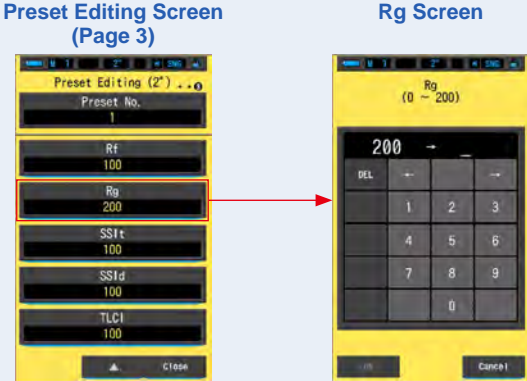 Preset Editing Screen
(Page 3)
Preset Editing (2°)
Preset No.
1
Rf
100
Rg
200
SSIt
100
SSId
100
TLCI
100
▲
Close
Rg Screen
Rg
(0 ~ 200)
200 → _
DEL ← →
1 2 3
4 5 6
7 8 9
0
Cancel